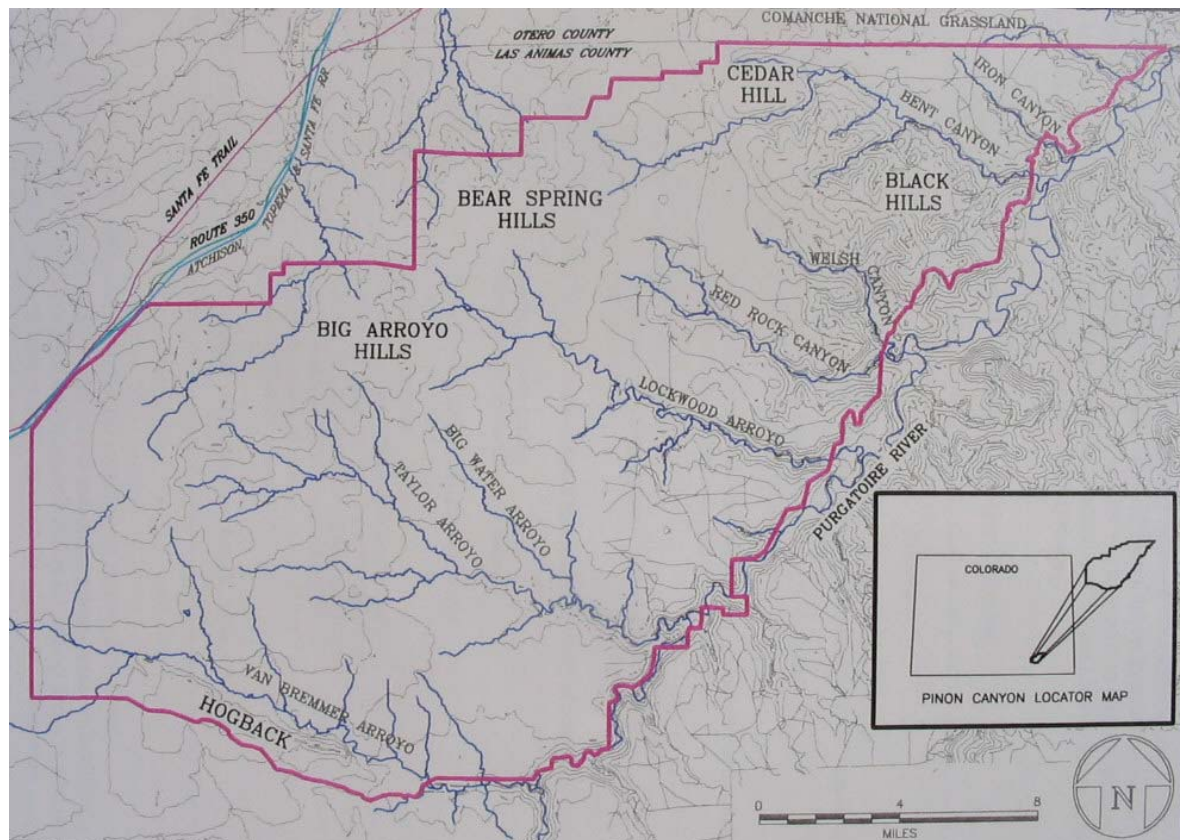 COMANCHE NATIONAL GRASSLAND
OTERO COUNTY
LAS ANIMAS COUNTY
SANTA FE TRAIL
ROUTE 350
ATCHISON, TOPEKA & SANTA FE RR
CEDAR
HILL
IRON CANYON
BENT CANYON
BLACK
HILLS
BEAR SPRING
HILLS
WELSH CANYON
RED ROCK CANYON
BIG ARROYO
HILLS
LOCKWOOD ARROYO
BIG WATER ARROYO
TAYLOR ARROYO
PURGATOIRE RIVER
VAN BREMMER ARROYO
HOGBACK
COLORADO
PINON CANYON LOCATOR MAP
0 4 8
MILES
N